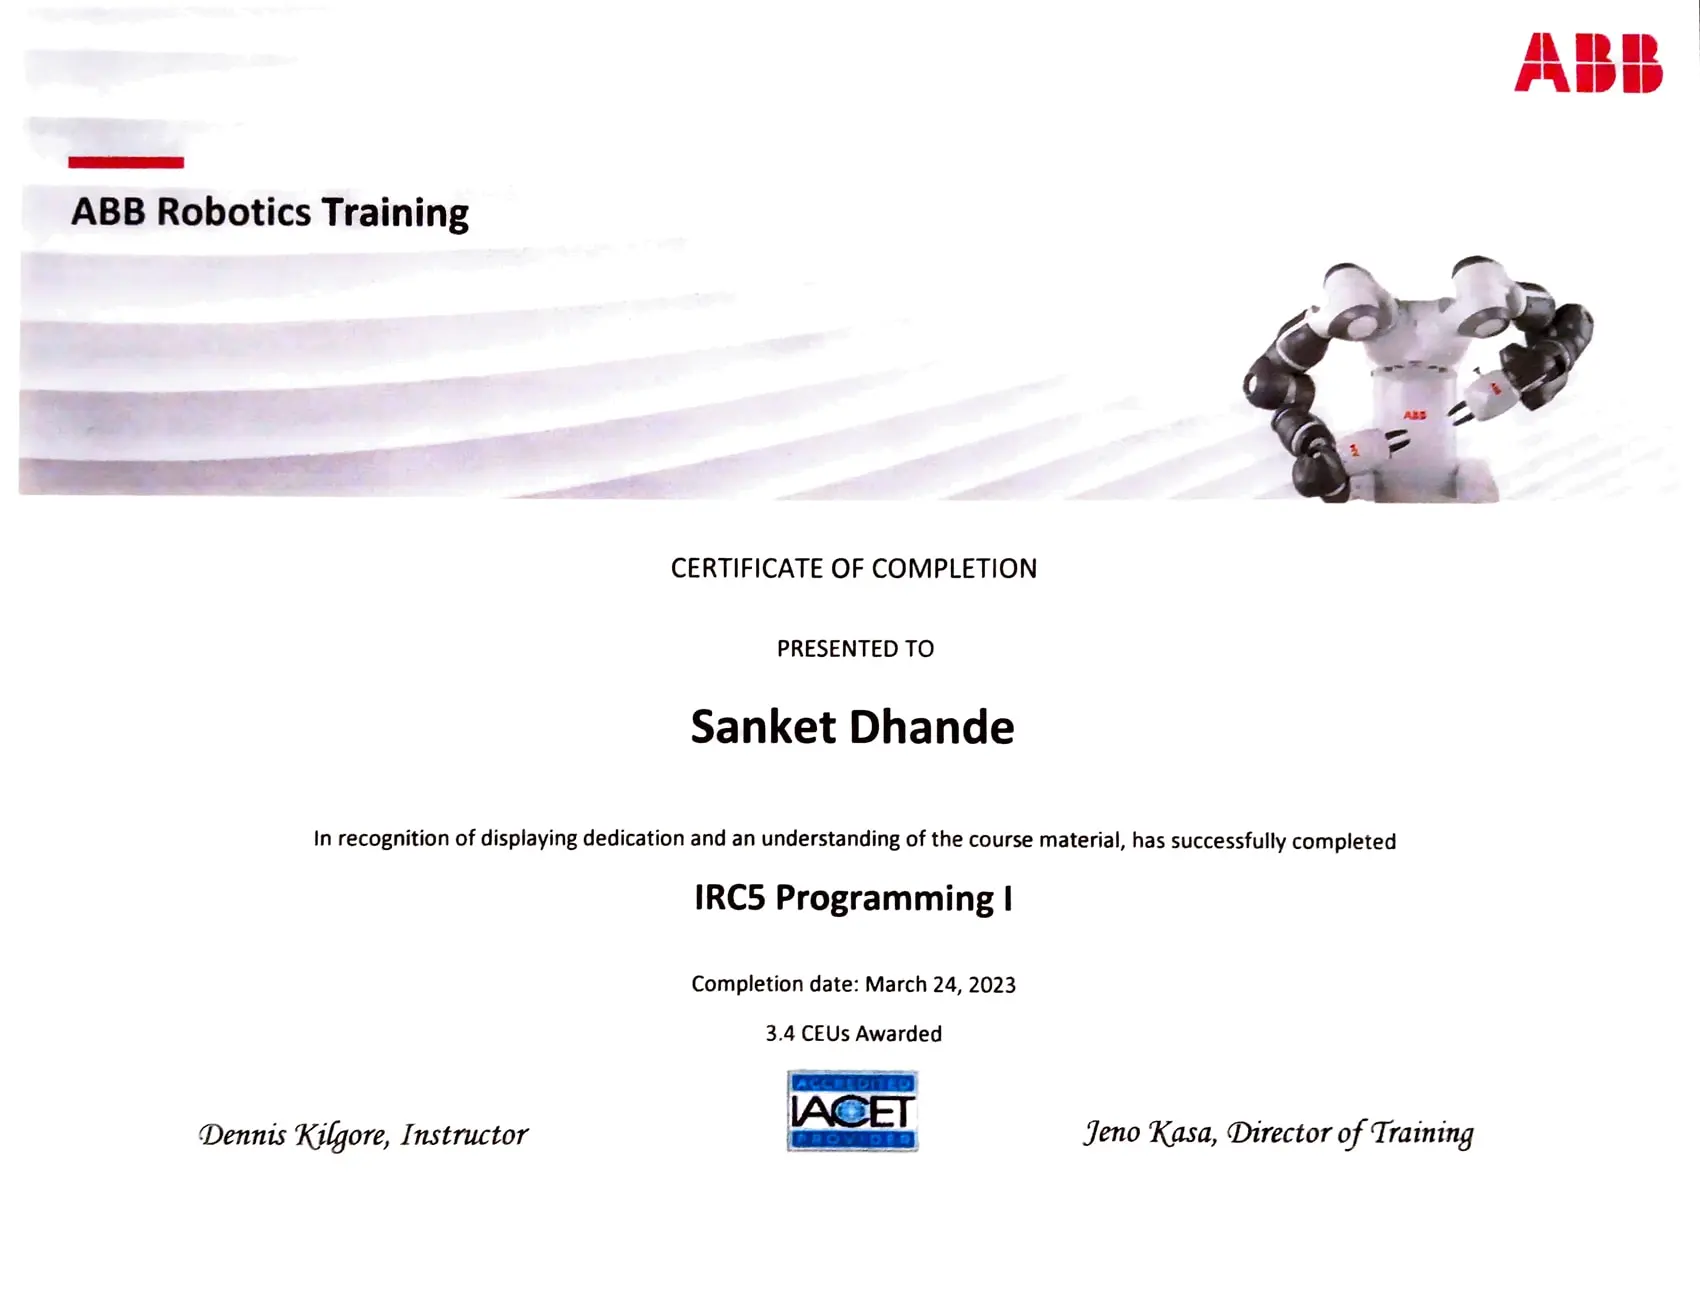 ABB
ABB Robotics Training
ABB
CERTIFICATE OF COMPLETION
PRESENTED TO
Sanket Dhande
In recognition of displaying dedication and an understanding of the course material, has successfully completed
IRC5 Programming I
Completion date: March 24, 2023
3.4 CEUs Awarded
ACCREDITED
IACET
PROVIDER
Dennis Kilgore, Instructor
Jeno Kasa, Director of Training